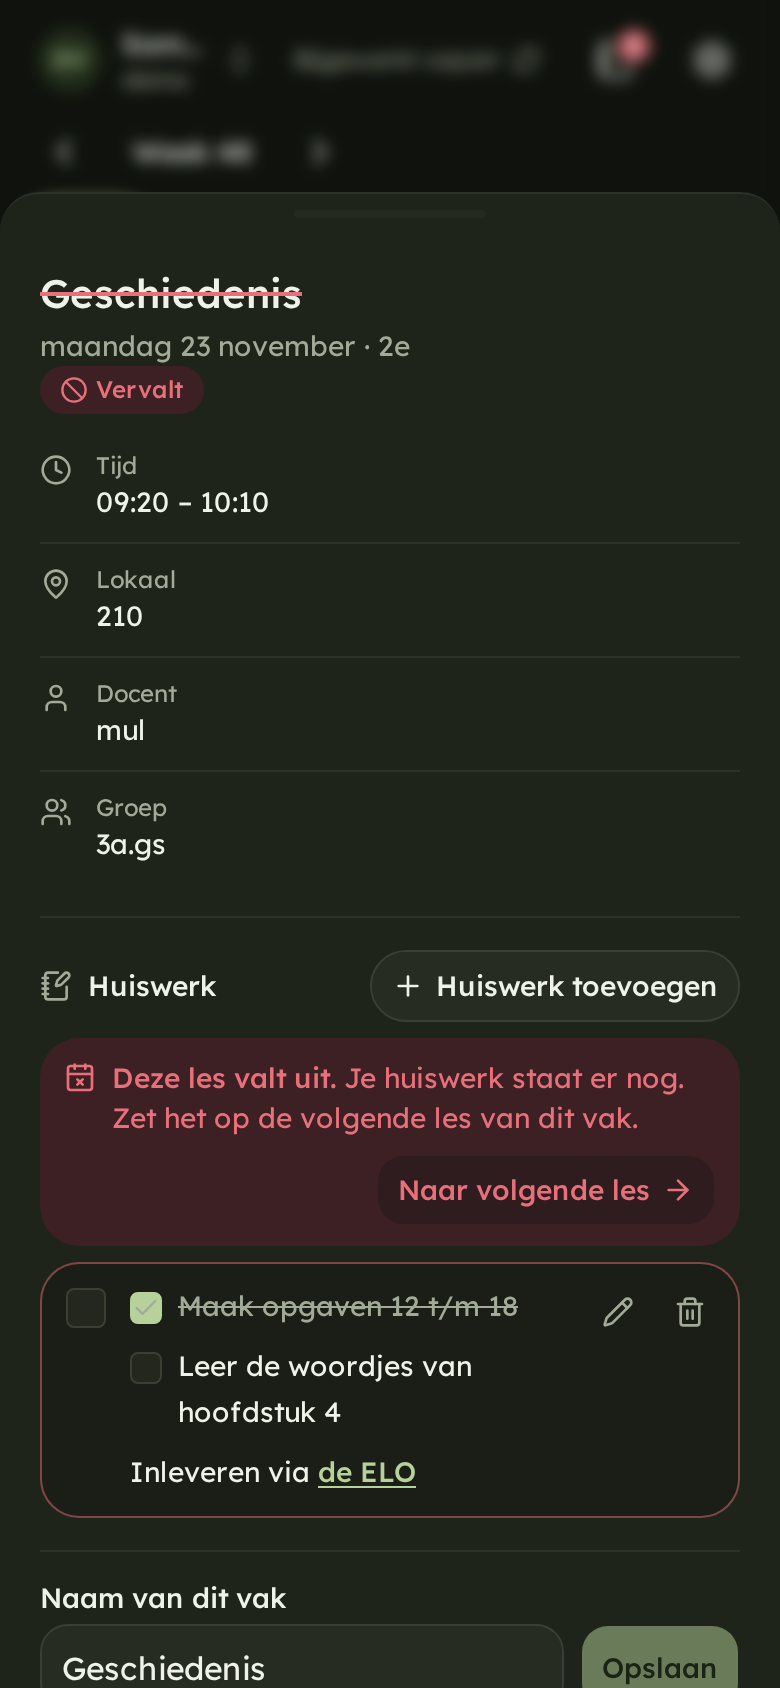 Week 48
Geschiedenis
maandag 23 november · 2e
Vervalt
Tijd
09:20 – 10:10
Lokaal
210
Docent
mul
Groep
3a.gs
Huiswerk
Huiswerk toevoegen
Deze les valt uit. Je huiswerk staat er nog.
Zet het op de volgende les van dit vak.
Naar volgende les
Maak opgaven 12 t/m 18
Leer de woordjes van
hoofdstuk 4
Inleveren via de ELO
Naam van dit vak
Geschiedenis
Opslaan